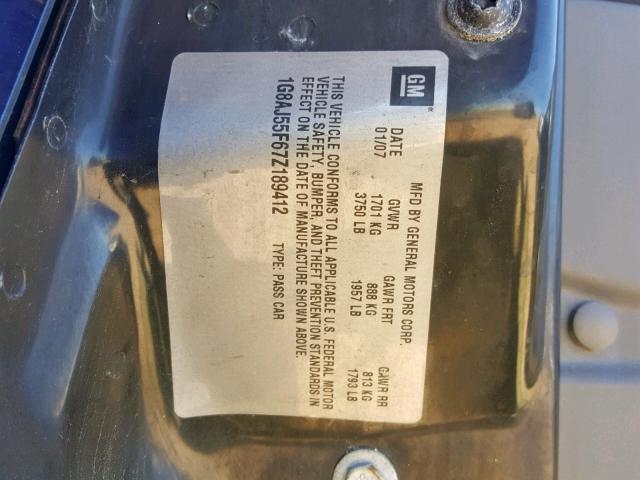 GM
MFD BY GENERAL MOTORS CORP.
DATE GVWR GAWR FRT GAWR RR
01/07 1701 KG 888 KG 813 KG
3750 LB 1957 LB 1793 LB
THIS VEHICLE CONFORMS TO ALL APPLICABLE U.S. FEDERAL MOTOR
VEHICLE SAFETY, BUMPER, AND THEFT PREVENTION STANDARDS IN
EFFECT ON THE DATE OF MANUFACTURE SHOWN ABOVE.
1G8AJ55F67Z189412 TYPE: PASS CAR